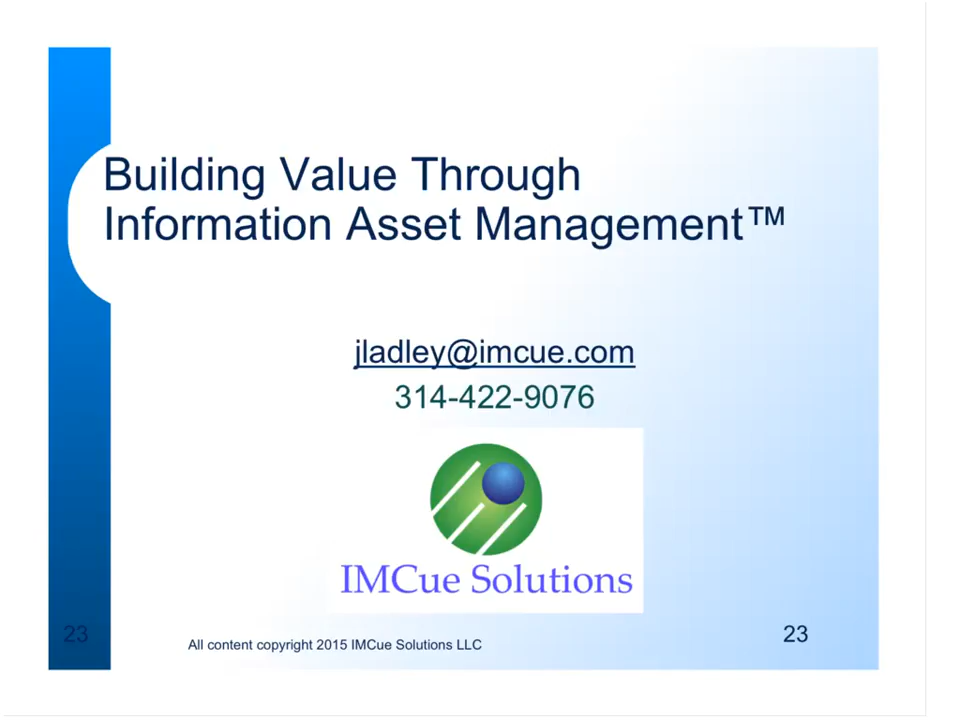 Building Value Through
Information Asset Management™
jladley@imcue.com
314-422-9076
IMCue Solutions
23
All content copyright 2015 IMCue Solutions LLC
23